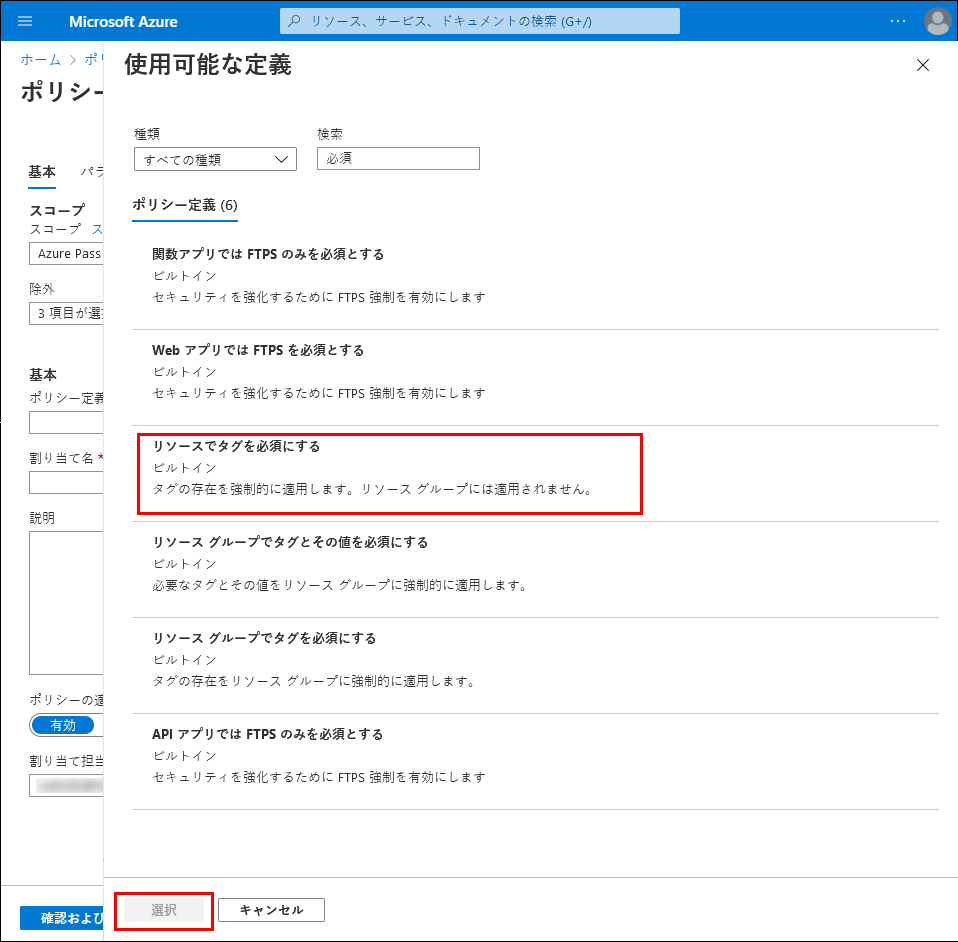 Microsoft Azure
リソース、サービス、ドキュメントの検索 (G+/)
ホーム > ポリ
ポリシー
基本 パラ
スコープ
スコープ ス
Azure Pass
除外
3 項目が選
基本
ポリシー定義
割り当て名 *
説明
ポリシーの適
有効
割り当て担当
確認および
使用可能な定義
種類
すべての種類
検索
必須
ポリシー定義 (6)
関数アプリでは FTPS のみを必須とする
ビルトイン
セキュリティを強化するために FTPS 強制を有効にします
Web アプリでは FTPS を必須とする
ビルトイン
セキュリティを強化するために FTPS 強制を有効にします
リソースでタグを必須にする
ビルトイン
タグの存在を強制的に適用します。リソース グループには適用されません。
リソース グループでタグとその値を必須にする
ビルトイン
必要なタグとその値をリソース グループに強制的に適用します。
リソース グループでタグを必須にする
ビルトイン
タグの存在をリソース グループに強制的に適用します。
API アプリでは FTPS のみを必須とする
ビルトイン
セキュリティを強化するために FTPS 強制を有効にします
選択
キャンセル